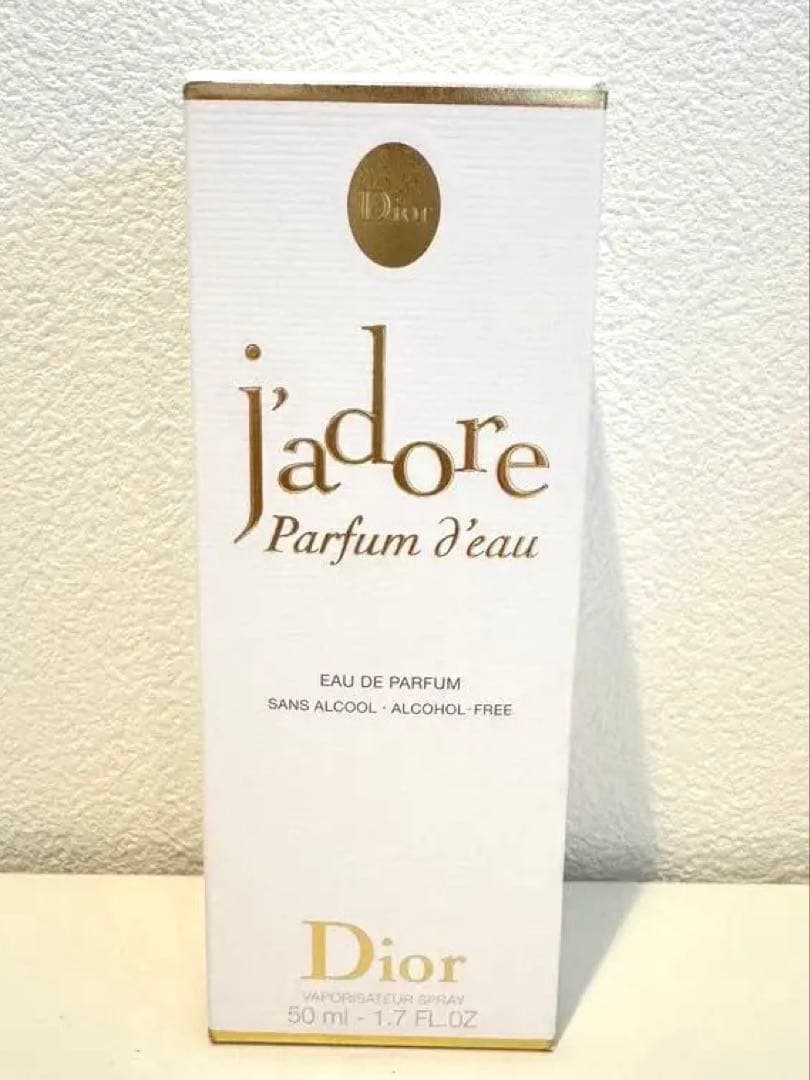 Dior
j'adore
Parfum d'eau
EAU DE PARFUM
SANS ALCOOL · ALCOHOL-FREE
Dior
VAPORISATEUR SPRAY
50 ml - 1.7 FL.OZ